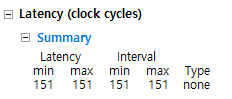 Latency (clock cycles)
Summary
Latency Interval
min max min max Type
151 151 151 151 none